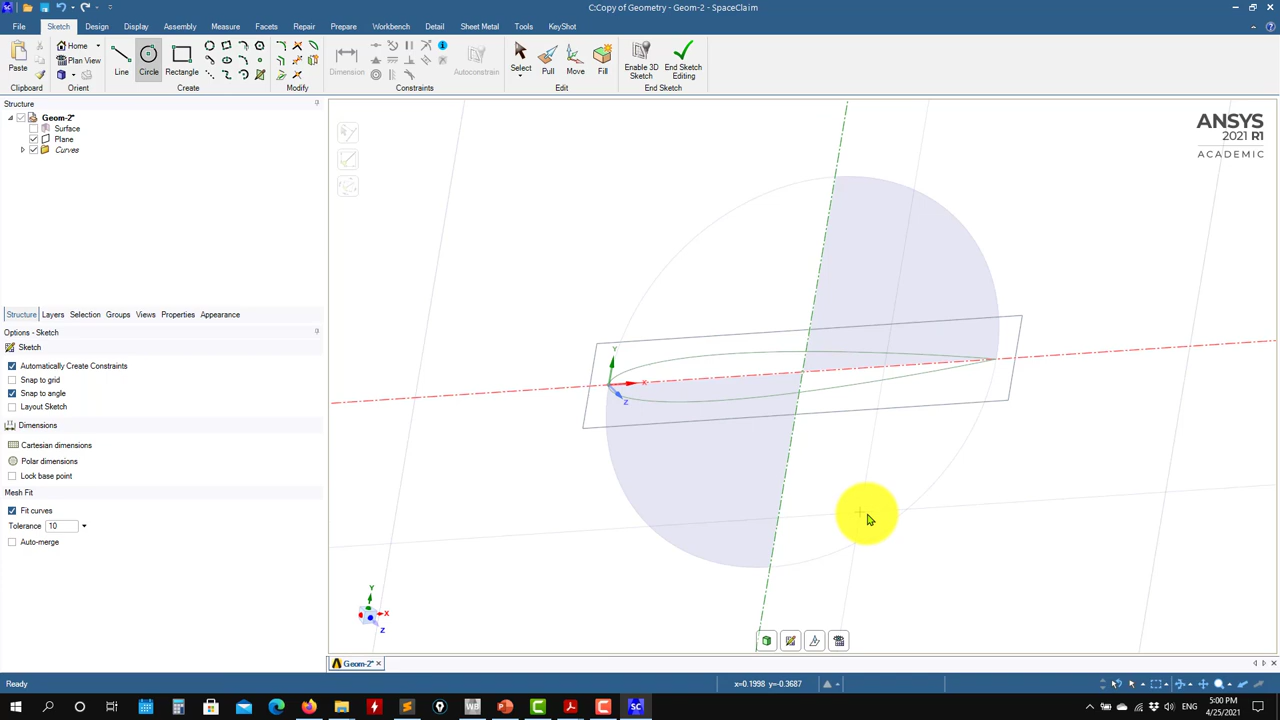 C:Copy of Geometry - Geom-2* - SpaceClaim
File Sketch Design Display Assembly Measure Facets Repair Prepare Workbench Detail Sheet Metal Tools KeyShot
Paste
Home
Plan View
Line
Circle
Rectangle
Dimension
Autoconstrain
Select
Pull
Move
Fill
Enable 3D Sketch
End Sketch Editing
Clipboard Orient Create Modify Constraints Edit End Sketch
Structure
Geom-2*
Surface
Plane
Curves
Structure Layers Selection Groups Views Properties Appearance
Options - Sketch
Sketch
Automatically Create Constraints
Snap to grid
Snap to angle
Layout Sketch
Dimensions
Cartesian dimensions
Polar dimensions
Lock base point
Mesh Fit
Fit curves
Tolerance 10
Auto-merge
ANSYS
2021 R1
ACADEMIC
Y
X
Z
Y
X
Z
Geom-2*
Ready
x=0.1998 y=-0.3687
5:00 PM
4/25/2021